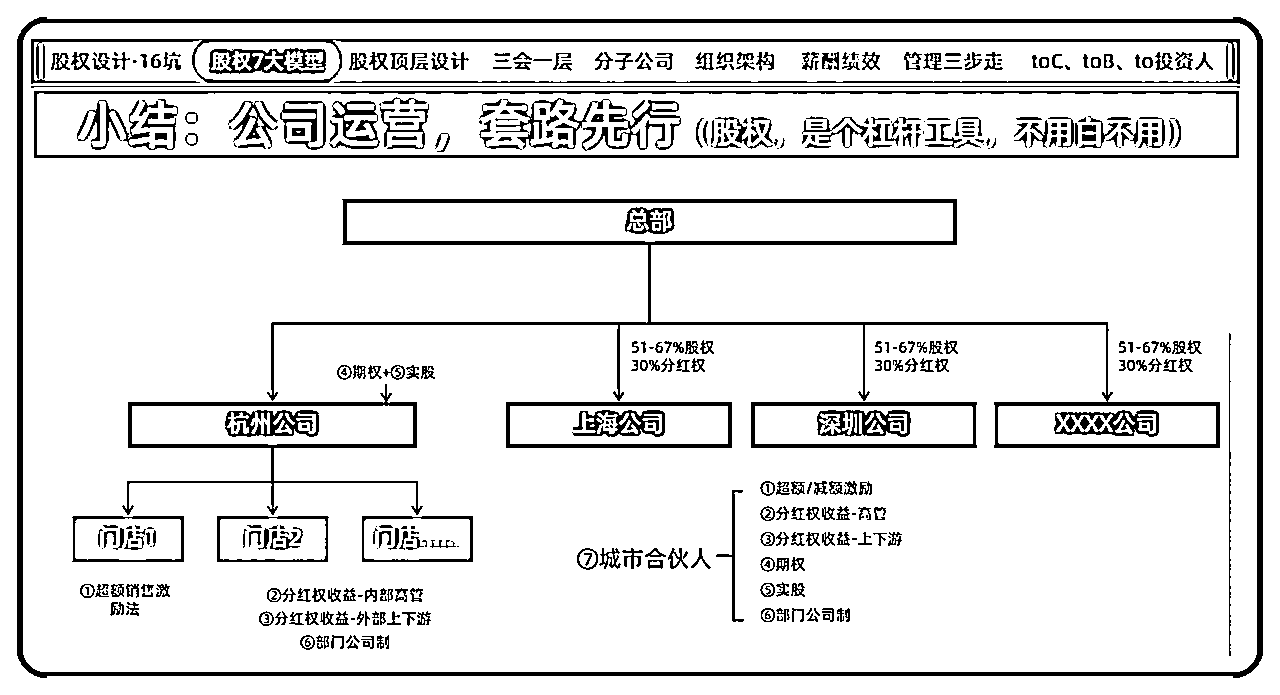 股权设计·16坑 股权7大模型 股权顶层设计 三会一层 分子公司 组织架构 薪酬绩效 管理三步走 toC、toB、to投资人
小结：公司运营，套路先行（股权，是个杠杆工具，不用白不用）
总部
51-67%股权
30%分红权
51-67%股权
30%分红权
51-67%股权
30%分红权
④期权+⑤实股
杭州公司
上海公司
深圳公司
XXXX公司
门店1
门店2
门店......
①超额销售激
励法
②分红权收益-内部高管
③分红权收益-外部上下游
⑥部门公司制
⑦城市合伙人
①超额/减额激励
②分红权收益-高管
③分红权收益-上下游
④期权
⑤实股
⑥部门公司制